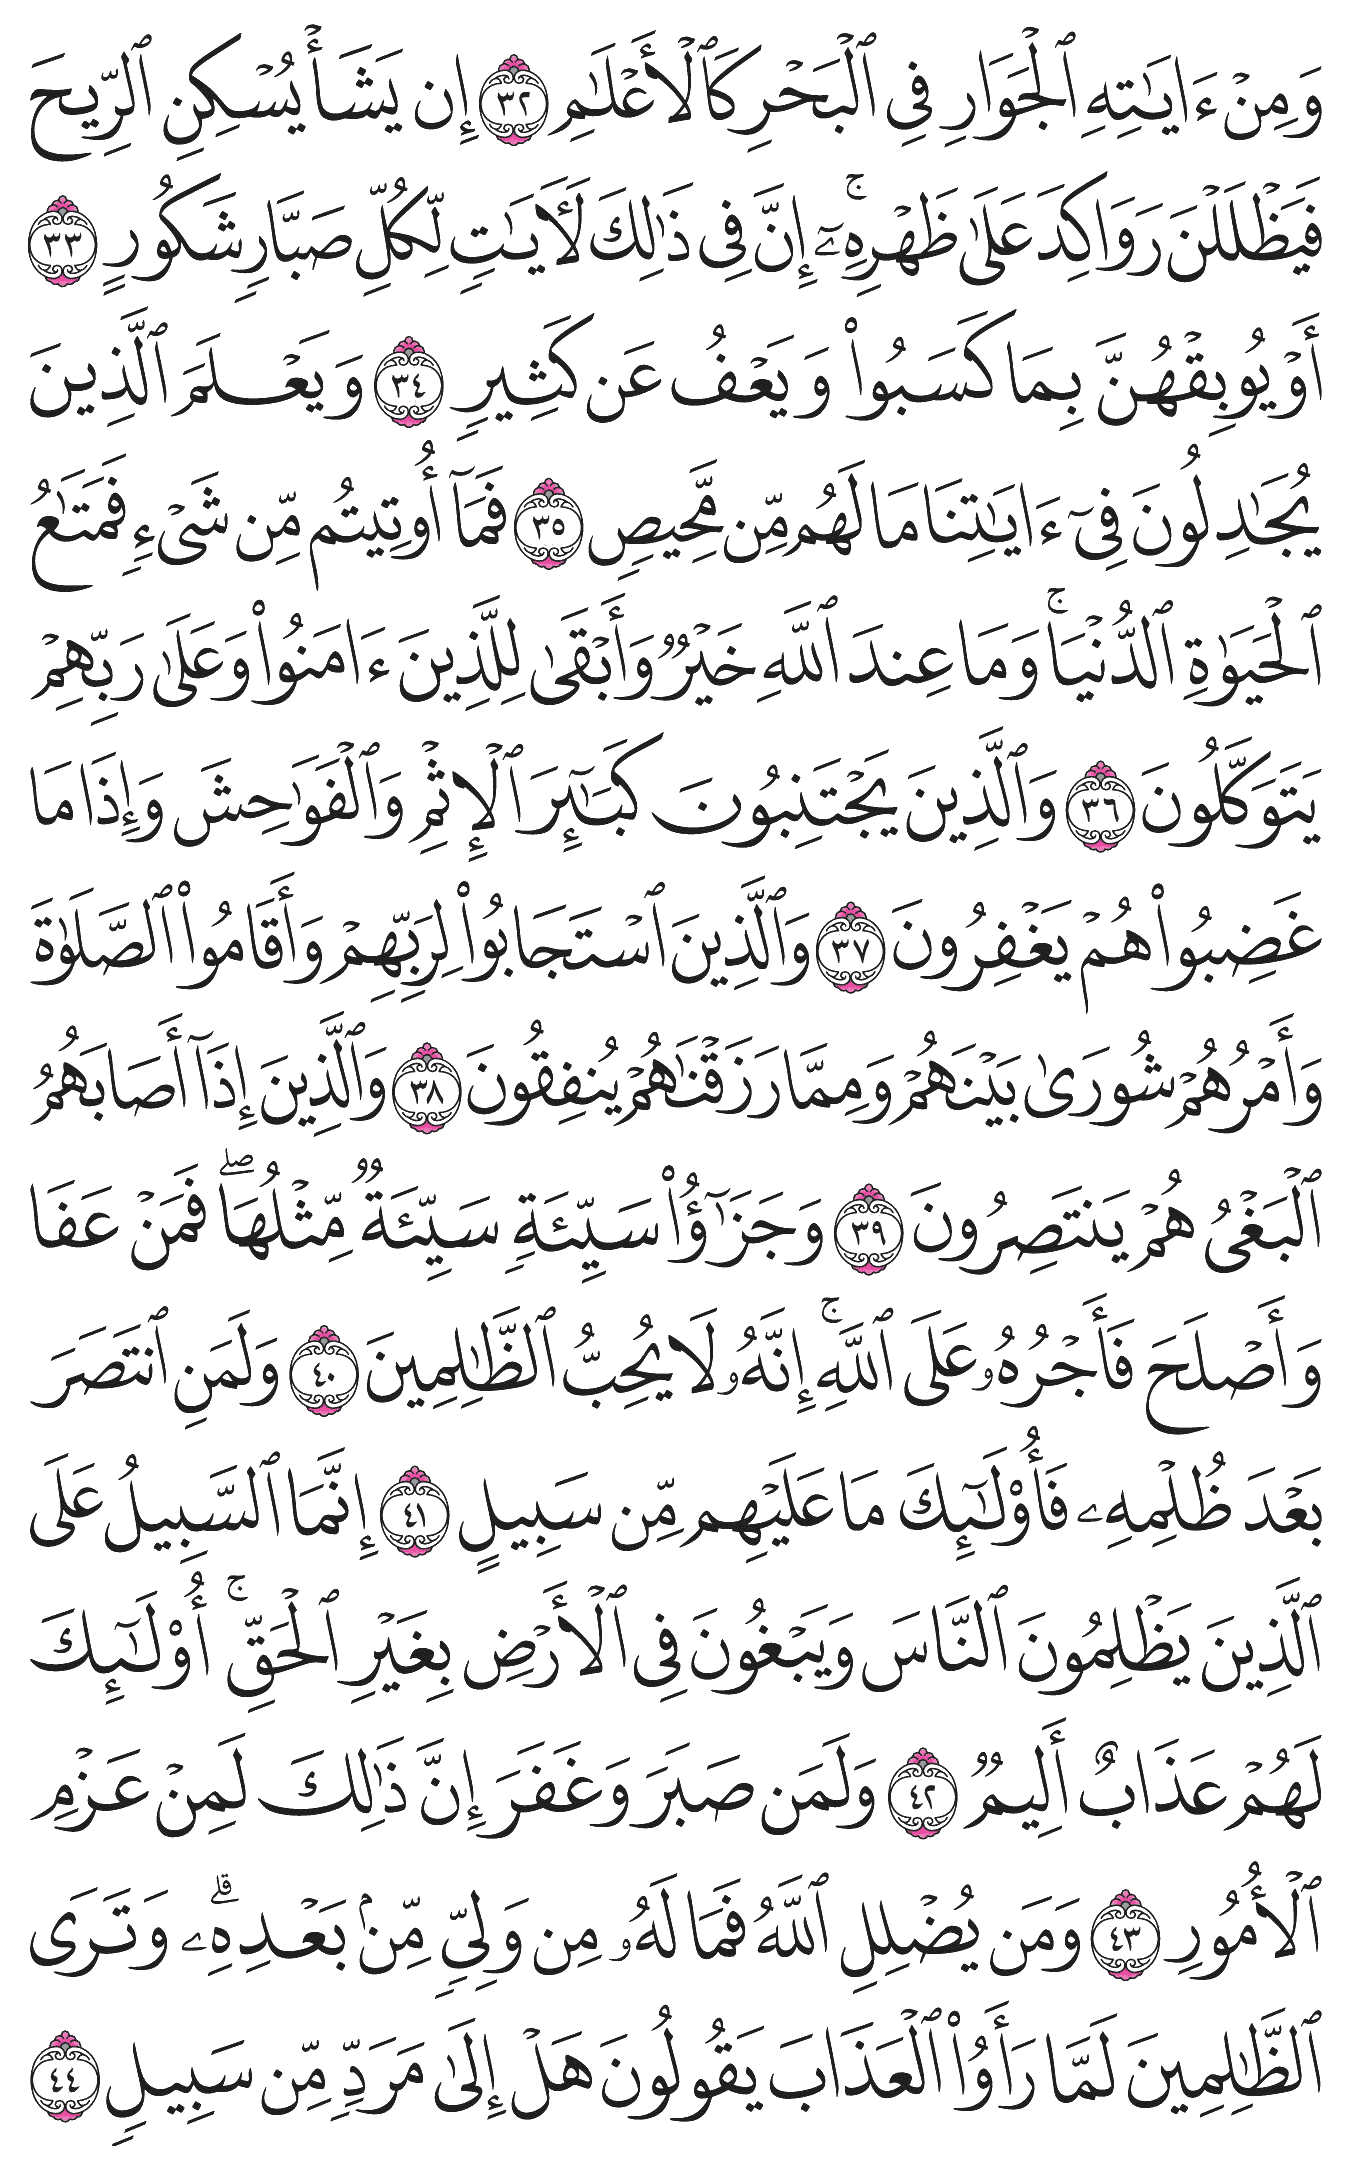 وَمِنْ ءَايَٰتِهِ ٱلْجَوَارِ فِى ٱلْبَحْرِ كَٱلْأَعْلَٰمِ ٣٢ إِن يَشَأْ يُسْكِنِ ٱلرِّيحَ
فَيَظْلَلْنَ رَوَاكِدَ عَلَىٰ ظَهْرِهِۦٓ ۚ إِنَّ فِى ذَٰلِكَ لَءَايَٰتٍ لِّكُلِّ صَبَّارٍ شَكُورٍ ٣٣
أَوْ يُوبِقْهُنَّ بِمَا كَسَبُوا۟ وَيَعْفُ عَن كَثِيرٍ ٣٤ وَيَعْلَمَ ٱلَّذِينَ
يُجَٰدِلُونَ فِىٓ ءَايَٰتِنَا مَا لَهُم مِّن مَّحِيصٍ ٣٥ فَمَآ أُوتِيتُم مِّن شَىْءٍ فَمَتَٰعُ
ٱلْحَيَوٰةِ ٱلدُّنْيَا ۚ وَمَا عِندَ ٱللَّهِ خَيْرٌ وَأَبْقَىٰ لِلَّذِينَ ءَامَنُوا۟ وَعَلَىٰ رَبِّهِمْ
يَتَوَكَّلُونَ ٣٦ وَٱلَّذِينَ يَجْتَنِبُونَ كَبَٰٓئِرَ ٱلْإِثْمِ وَٱلْفَوَٰحِشَ وَإِذَا مَا
غَضِبُوا۟ هُمْ يَغْفِرُونَ ٣٧ وَٱلَّذِينَ ٱسْتَجَابُوا۟ لِرَبِّهِمْ وَأَقَامُوا۟ ٱلصَّلَوٰةَ
وَأَمْرُهُمْ شُورَىٰ بَيْنَهُمْ وَمِمَّا رَزَقْنَٰهُمْ يُنفِقُونَ ٣٨ وَٱلَّذِينَ إِذَآ أَصَابَهُمُ
ٱلْبَغْىُ هُمْ يَنتَصِرُونَ ٣٩ وَجَزَٰٓؤُا۟ سَيِّئَةٍ سَيِّئَةٌ مِّثْلُهَا ۖ فَمَنْ عَفَا
وَأَصْلَحَ فَأَجْرُهُۥ عَلَى ٱللَّهِ ۚ إِنَّهُۥ لَا يُحِبُّ ٱلظَّٰلِمِينَ ٤٠ وَلَمَنِ ٱنتَصَرَ
بَعْدَ ظُلْمِهِۦ فَأُو۟لَٰٓئِكَ مَا عَلَيْهِم مِّن سَبِيلٍ ٤١ إِنَّمَا ٱلسَّبِيلُ عَلَى
ٱلَّذِينَ يَظْلِمُونَ ٱلنَّاسَ وَيَبْغُونَ فِى ٱلْأَرْضِ بِغَيْرِ ٱلْحَقِّ ۚ أُو۟لَٰٓئِكَ
لَهُمْ عَذَابٌ أَلِيمٌ ٤٢ وَلَمَن صَبَرَ وَغَفَرَ إِنَّ ذَٰلِكَ لَمِنْ عَزْمِ
ٱلْأُمُورِ ٤٣ وَمَن يُضْلِلِ ٱللَّهُ فَمَا لَهُۥ مِن وَلِىٍّ مِّنۢ بَعْدِهِۦ ۗ وَتَرَى
ٱلظَّٰلِمِينَ لَمَّا رَأَوُا۟ ٱلْعَذَابَ يَقُولُونَ هَلْ إِلَىٰ مَرَدٍّ مِّن سَبِيلٍ ٤٤